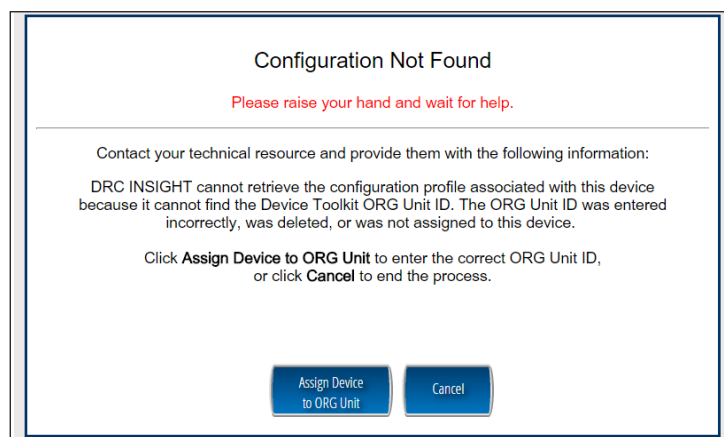 Configuration Not Found
Please raise your hand and wait for help.
Contact your technical resource and provide them with the following information:
DRC INSIGHT cannot retrieve the configuration profile associated with this device
because it cannot find the Device Toolkit ORG Unit ID. The ORG Unit ID was entered
incorrectly, was deleted, or was not assigned to this device.
Click Assign Device to ORG Unit to enter the correct ORG Unit ID,
or click Cancel to end the process.
Assign Device
to ORG Unit
Cancel